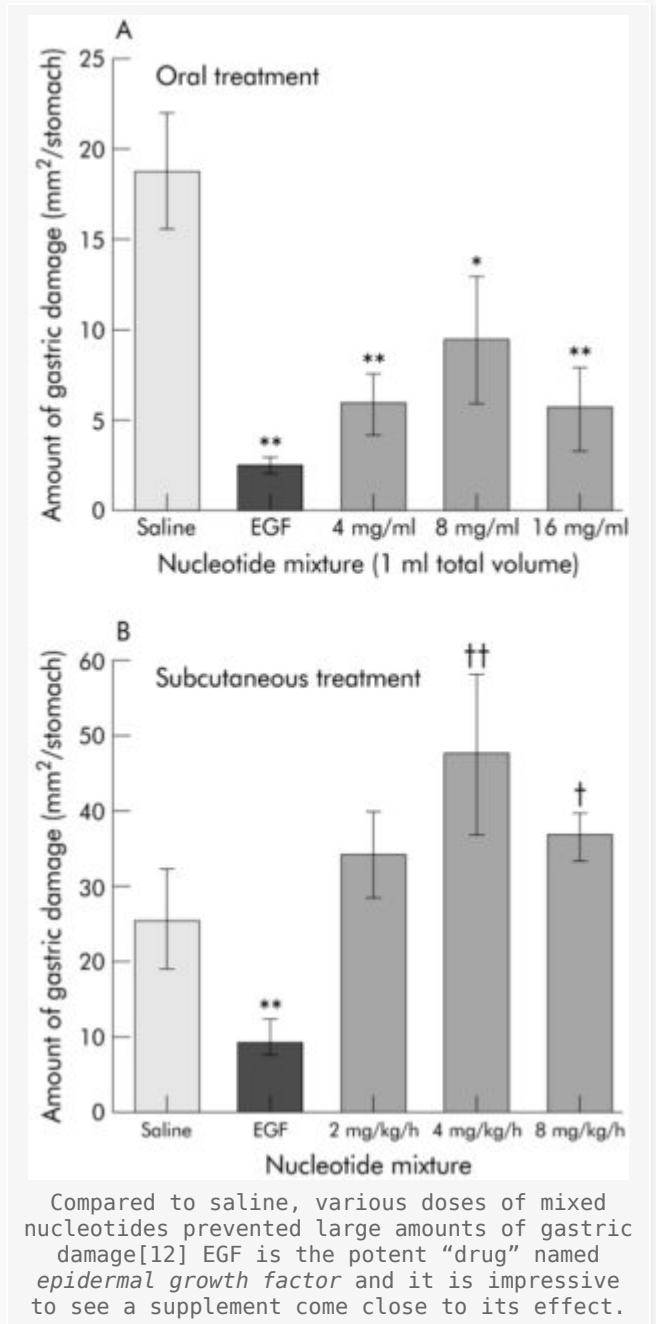 A
Oral treatment
Amount of gastric damage (mm²/stomach)
25
20
15
10
5
0
**
**
*
**
Saline EGF 4 mg/ml 8 mg/ml 16 mg/ml
Nucleotide mixture (1 ml total volume)
B
Subcutaneous treatment
Amount of gastric damage (mm²/stomach)
60
50
40
30
20
10
0
**
††
†
Saline EGF 2 mg/kg/h 4 mg/kg/h 8 mg/kg/h
Nucleotide mixture
Compared to saline, various doses of mixed
nucleotides prevented large amounts of gastric
damage[12] EGF is the potent “drug” named
epidermal growth factor and it is impressive
to see a supplement come close to its effect.